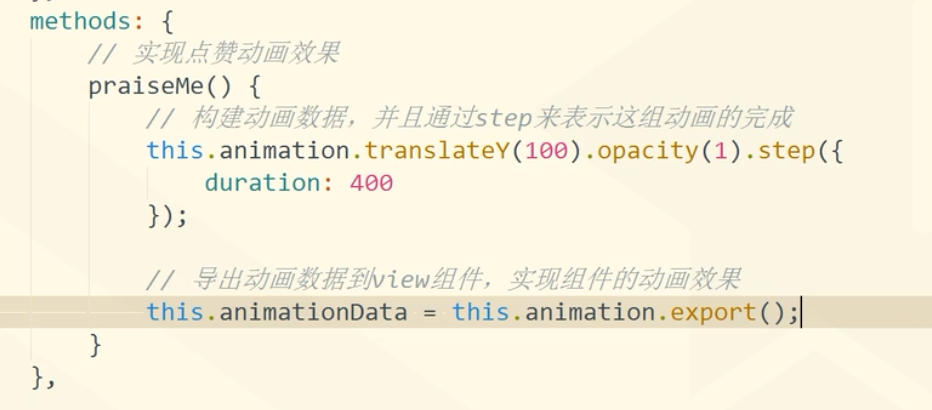 methods: {
// 实现点赞动画效果
praiseMe() {
// 构建动画数据，并且通过step来表示这组动画的完成
this.animation.translateY(100).opacity(1).step({
duration: 400
});
// 导出动画数据到view组件，实现组件的动画效果
this.animationData = this.animation.export();
}
},